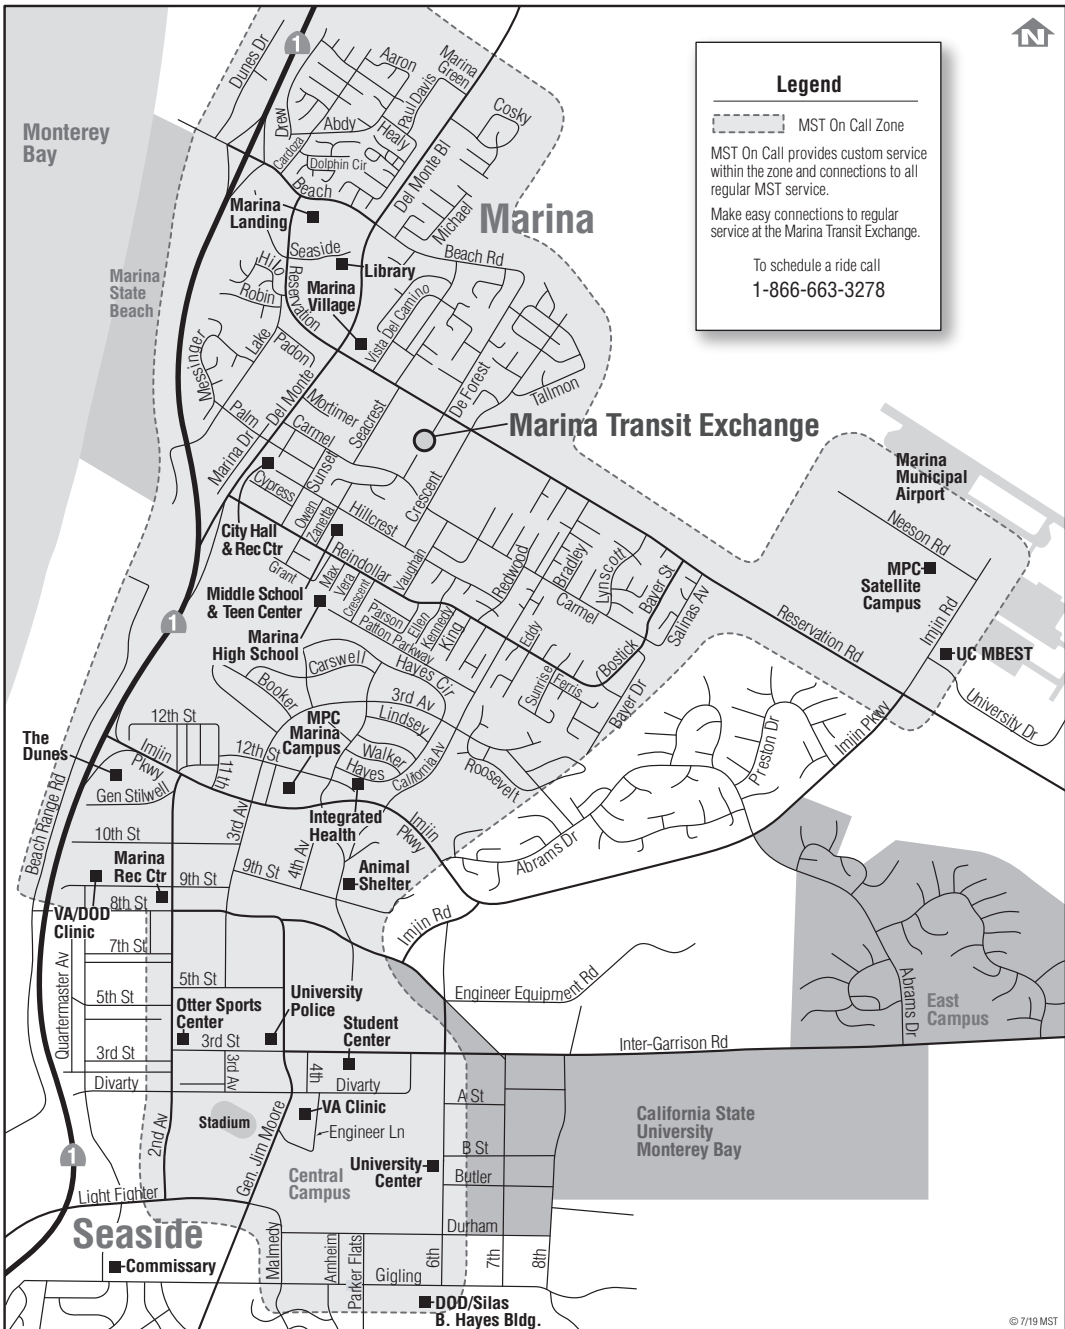 N
Legend
MST On Call Zone
MST On Call provides custom service
within the zone and connections to all
regular MST service.
Make easy connections to regular
service at the Marina Transit Exchange.
To schedule a ride call
1-866-663-3278
1
Dunes Dr
Aaron
Marina
Green
Paul Davis
Cosky
Monterey
Bay
Drew
Abdy
Healy
Cardoza
Dolphin Cir
Beach
Del Monte Bl
Marina
Landing
Michael
Marina
Seaside
Beach Rd
Hilo
Library
Reservation
Marina
State
Beach
Robin
Marina
Village
Vista Del Camino
Messinger
Lake
Padon
Del Monte
Mortimer
De Forest
Tallmon
Palm
Carmel
Seacrest
Marina Transit Exchange
Marina Dr
Sunset
Marina
Municipal
Airport
Cypress
Crescent
Owen
Zanetta
Hillcrest
Neeson Rd
City Hall
& Rec Ctr
Reindollar
Grant
Max
Vera
Crescent
Vaughan
Redwood
Bradley
Lynscott
Bayer St
Salinas Av
MPC
Satellite
Campus
Middle School
& Teen Center
Carmel
Reservation Rd
Imjin Rd
Marina
High School
Parson
Patton Parkway
Ellen
Kennedy
King
Eddy
Bostick
UC MBEST
1
Carswell
Hayes Cir
Sunrise
Ferris
Bayer Dr
Booker
3rd Av
Lindsey
University Dr
12th St
MPC
Marina
Campus
Preston Dr
Imjin Pkwy
The
Dunes
Imjin
Pkwy
12th St
Walker
Hayes
California Av
Roosevelt
Gen Stilwell
11th
3rd Av
Integrated
Health
Imjin
Pkwy
Beach Range Rd
10th St
4th Av
Abrams Dr
Marina
Rec Ctr
9th St
9th St
Animal
Shelter
8th St
VA/DOD
Clinic
Imjin Rd
7th St
Quartermaster Av
5th St
5th St
Engineer Equipment Rd
Abrams Dr
East
Campus
Otter Sports
Center
University
Police
Student
Center
3rd St
3rd St
Inter-Garrison Rd
3rd Av
4th
Divarty
Divarty
A St
California State
University
Monterey Bay
Stadium
VA Clinic
Engineer Ln
2nd Av
Gen. Jim Moore
1
B St
University
Center
Butler
Central
Campus
Light Fighter
Durham
Seaside
Malmedy
Arnheim
Parker Flats
6th
7th
8th
Commissary
Gigling
DOD/Silas
B. Hayes Bldg.
© 7/19 MST